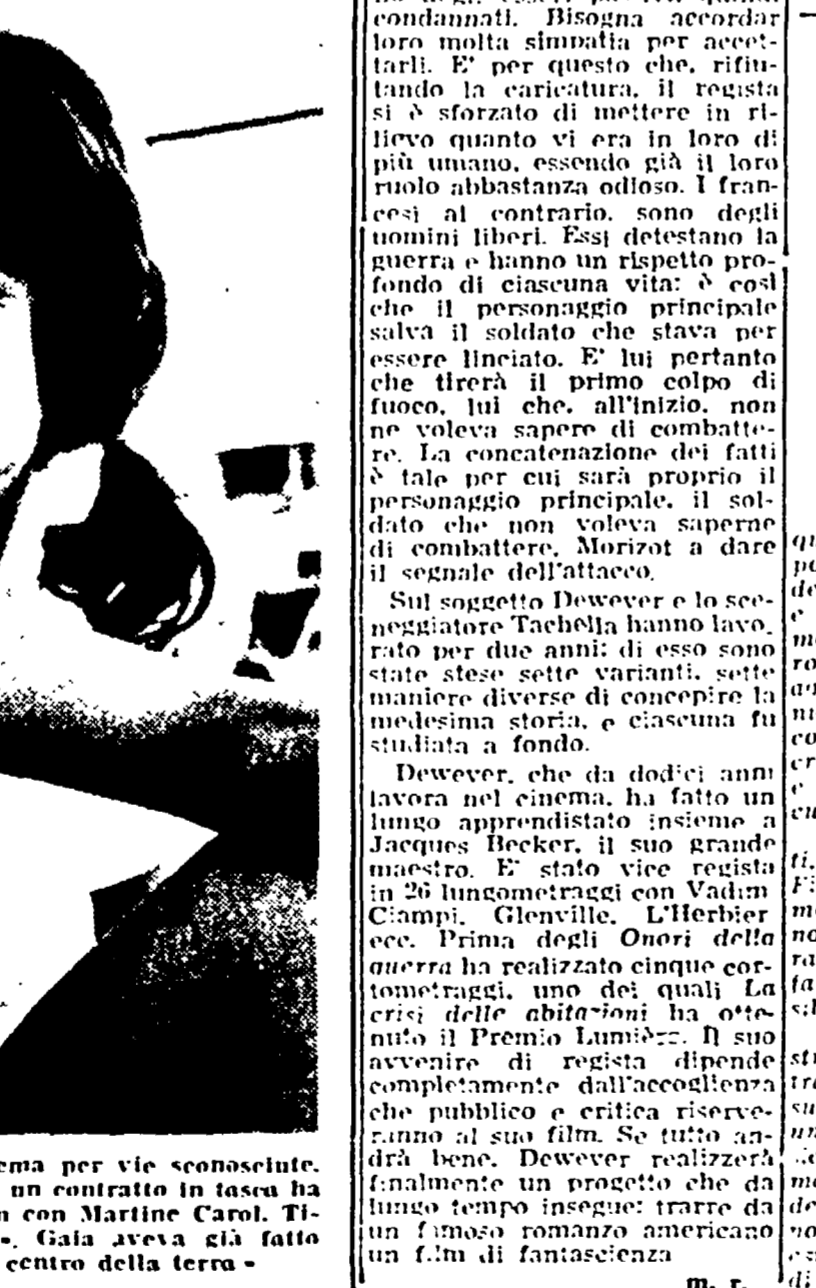 condannati. Bisogna accordar
loro molta simpatia per accet-
tarli. E' per questo che, rifiu-
tando la caricatura, il regista
si è sforzato di mettere in ri-
lievo quanto vi era in loro di
più umano, essendo già il loro
ruolo abbastanza odioso. I fran-
cesi al contrario, sono degli
uomini liberi. Essi detestano la
guerra e hanno un rispetto pro-
fondo di ciascuna vita: è così
che il personaggio principale
salva il soldato che stava per
essere linciato. E' lui pertanto
che tirerà il primo colpo di
fuoco, lui che, all'inizio, non
ne voleva sapere di combatte-
re. La concatenazione dei fatti
è tale per cui sarà proprio il
personaggio principale, il sol-
dato che non voleva saperne
di combattere, Morizot a dare
il segnale dell'attacco.
Sul soggetto Dewever e lo sce-
neggiatore Tachella hanno lavo-
rato per due anni: di esso sono
state stese sette varianti, sette
maniere diverse di concepire la
medesima storia, e ciascuna fu
studiata a fondo.
Dewever, che da dodici anni
lavora nel cinema, ha fatto un
lungo apprendistato insieme a
Jacques Becker, il suo grande
maestro. E' stato vice regista
in 26 lungometraggi con Vadim
Ciampi, Glenville, L'Herbier
ecc. Prima degli Onori della
guerra ha realizzato cinque cor-
tometraggi, uno dei quali La
crisi delle abitazioni ha otte-
nuto il Premio Lumière. Il suo
avvenire di regista dipende
completamente dall'accoglienza
che pubblico e critica riserve-
ranno al suo film. Se tutto an-
drà bene, Dewever realizzerà
finalmente un progetto che da
lungo tempo insegue: trarre da
un famoso romanzo americano
un film di fantascienza
m. r.
ema per vie sconosciute.
un contratto in tasca ha
n con Martine Carol. Ti-
». Gaia aveva già fatto
centro della terra »